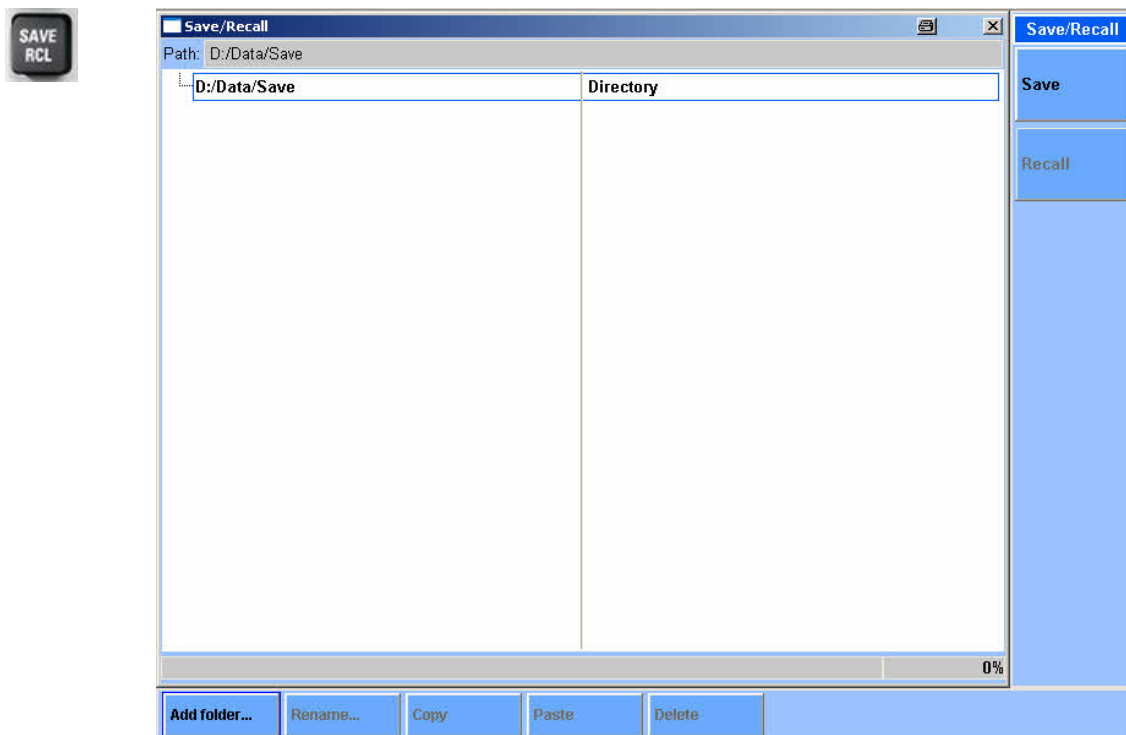 SAVE
RCL
Save/Recall
Save/Recall
Path: D:/Data/Save
D:/Data/Save Directory
Save
Recall
0%
Add folder... Rename... Copy Paste Delete